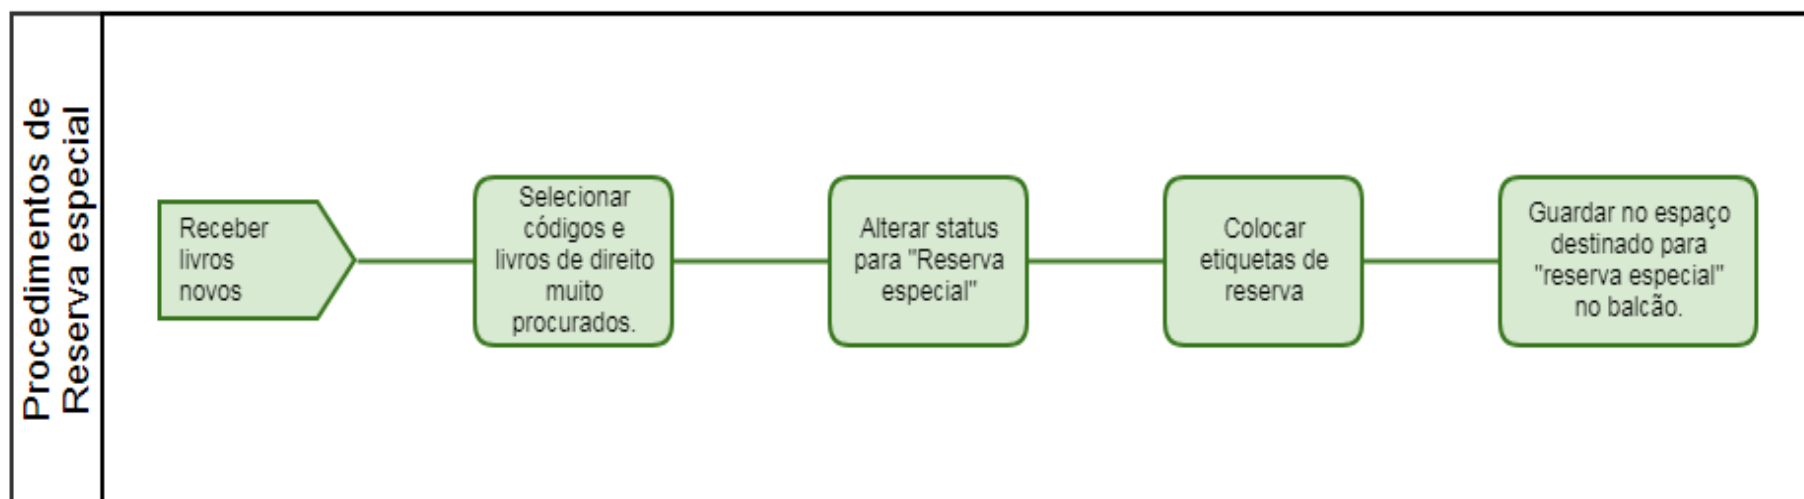 Procedimentos de
Reserva especial
Receber
livros
novos
Selecionar
códigos e
livros de direito
muito
procurados.
Alterar status
para "Reserva
especial"
Colocar
etiquetas de
reserva
Guardar no espaço
destinado para
"reserva especial"
no balcão.